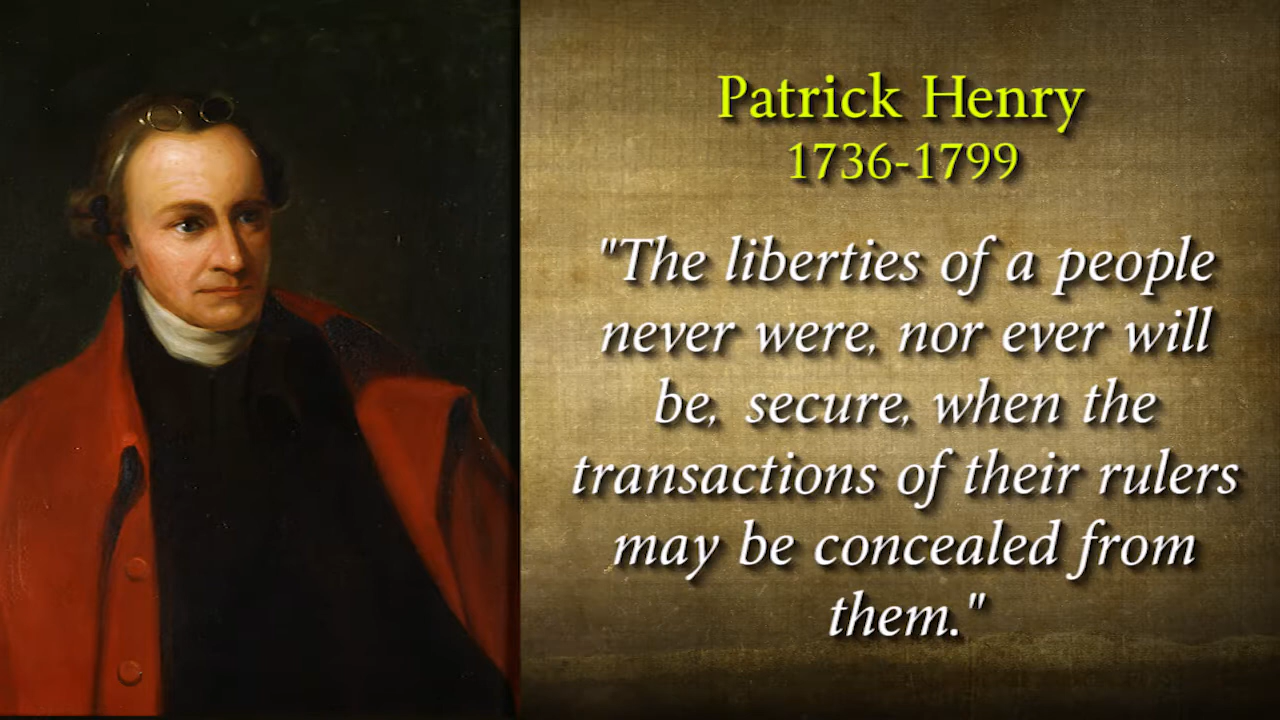 Patrick Henry
1736-1799
"The liberties of a people
never were, nor ever will
be, secure, when the
transactions of their rulers
may be concealed from
them."